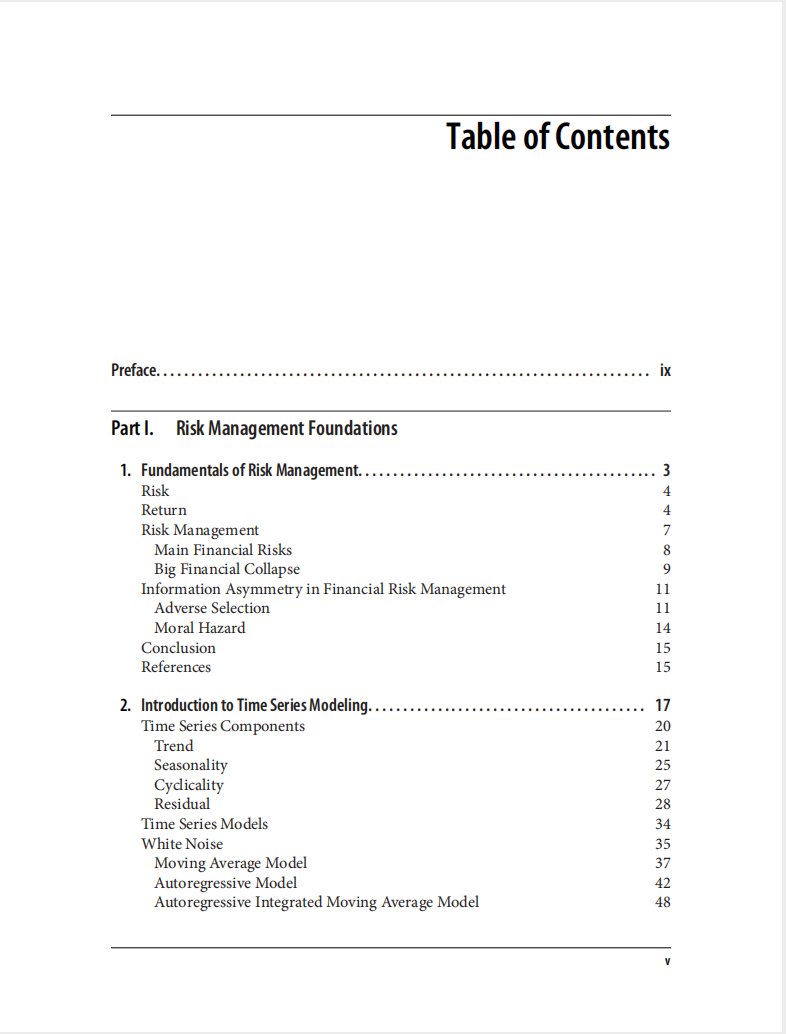 Table of Contents
Preface. . . . . . . . . . . . . . . . . . . . . . . . . . . . . . . . . . . . . . . . . . . . . . . . . . . . . . . . . . . . . . . . . . . . . . . ix
Part I. Risk Management Foundations
1. Fundamentals of Risk Management. . . . . . . . . . . . . . . . . . . . . . . . . . . . . . . . . . . . . . . . . . . 3
Risk 4
Return 4
Risk Management 7
Main Financial Risks 8
Big Financial Collapse 9
Information Asymmetry in Financial Risk Management 11
Adverse Selection 11
Moral Hazard 14
Conclusion 15
References 15
2. Introduction to Time Series Modeling. . . . . . . . . . . . . . . . . . . . . . . . . . . . . . . . . . . . . . . . 17
Time Series Components 20
Trend 21
Seasonality 25
Cyclicality 27
Residual 28
Time Series Models 34
White Noise 35
Moving Average Model 37
Autoregressive Model 42
Autoregressive Integrated Moving Average Model 48
v